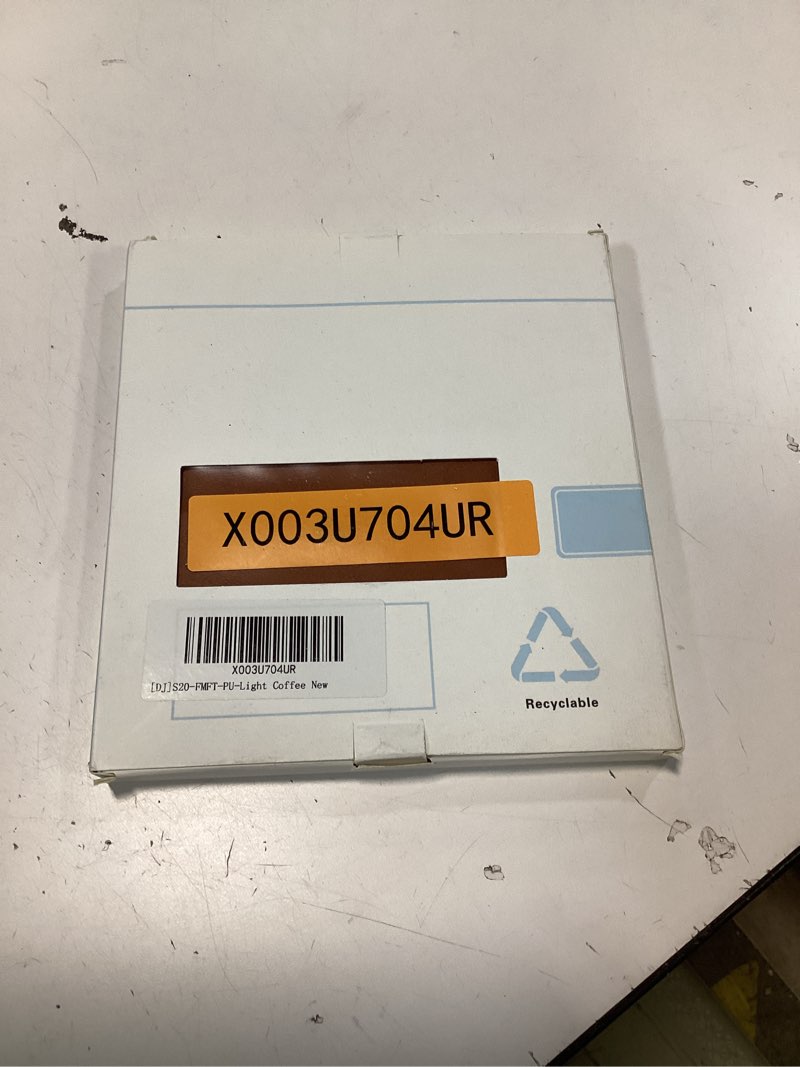 X003U704UR
X003U704UR
[DJ]S20-FMFT-PU-Light Coffee New
Recyclable